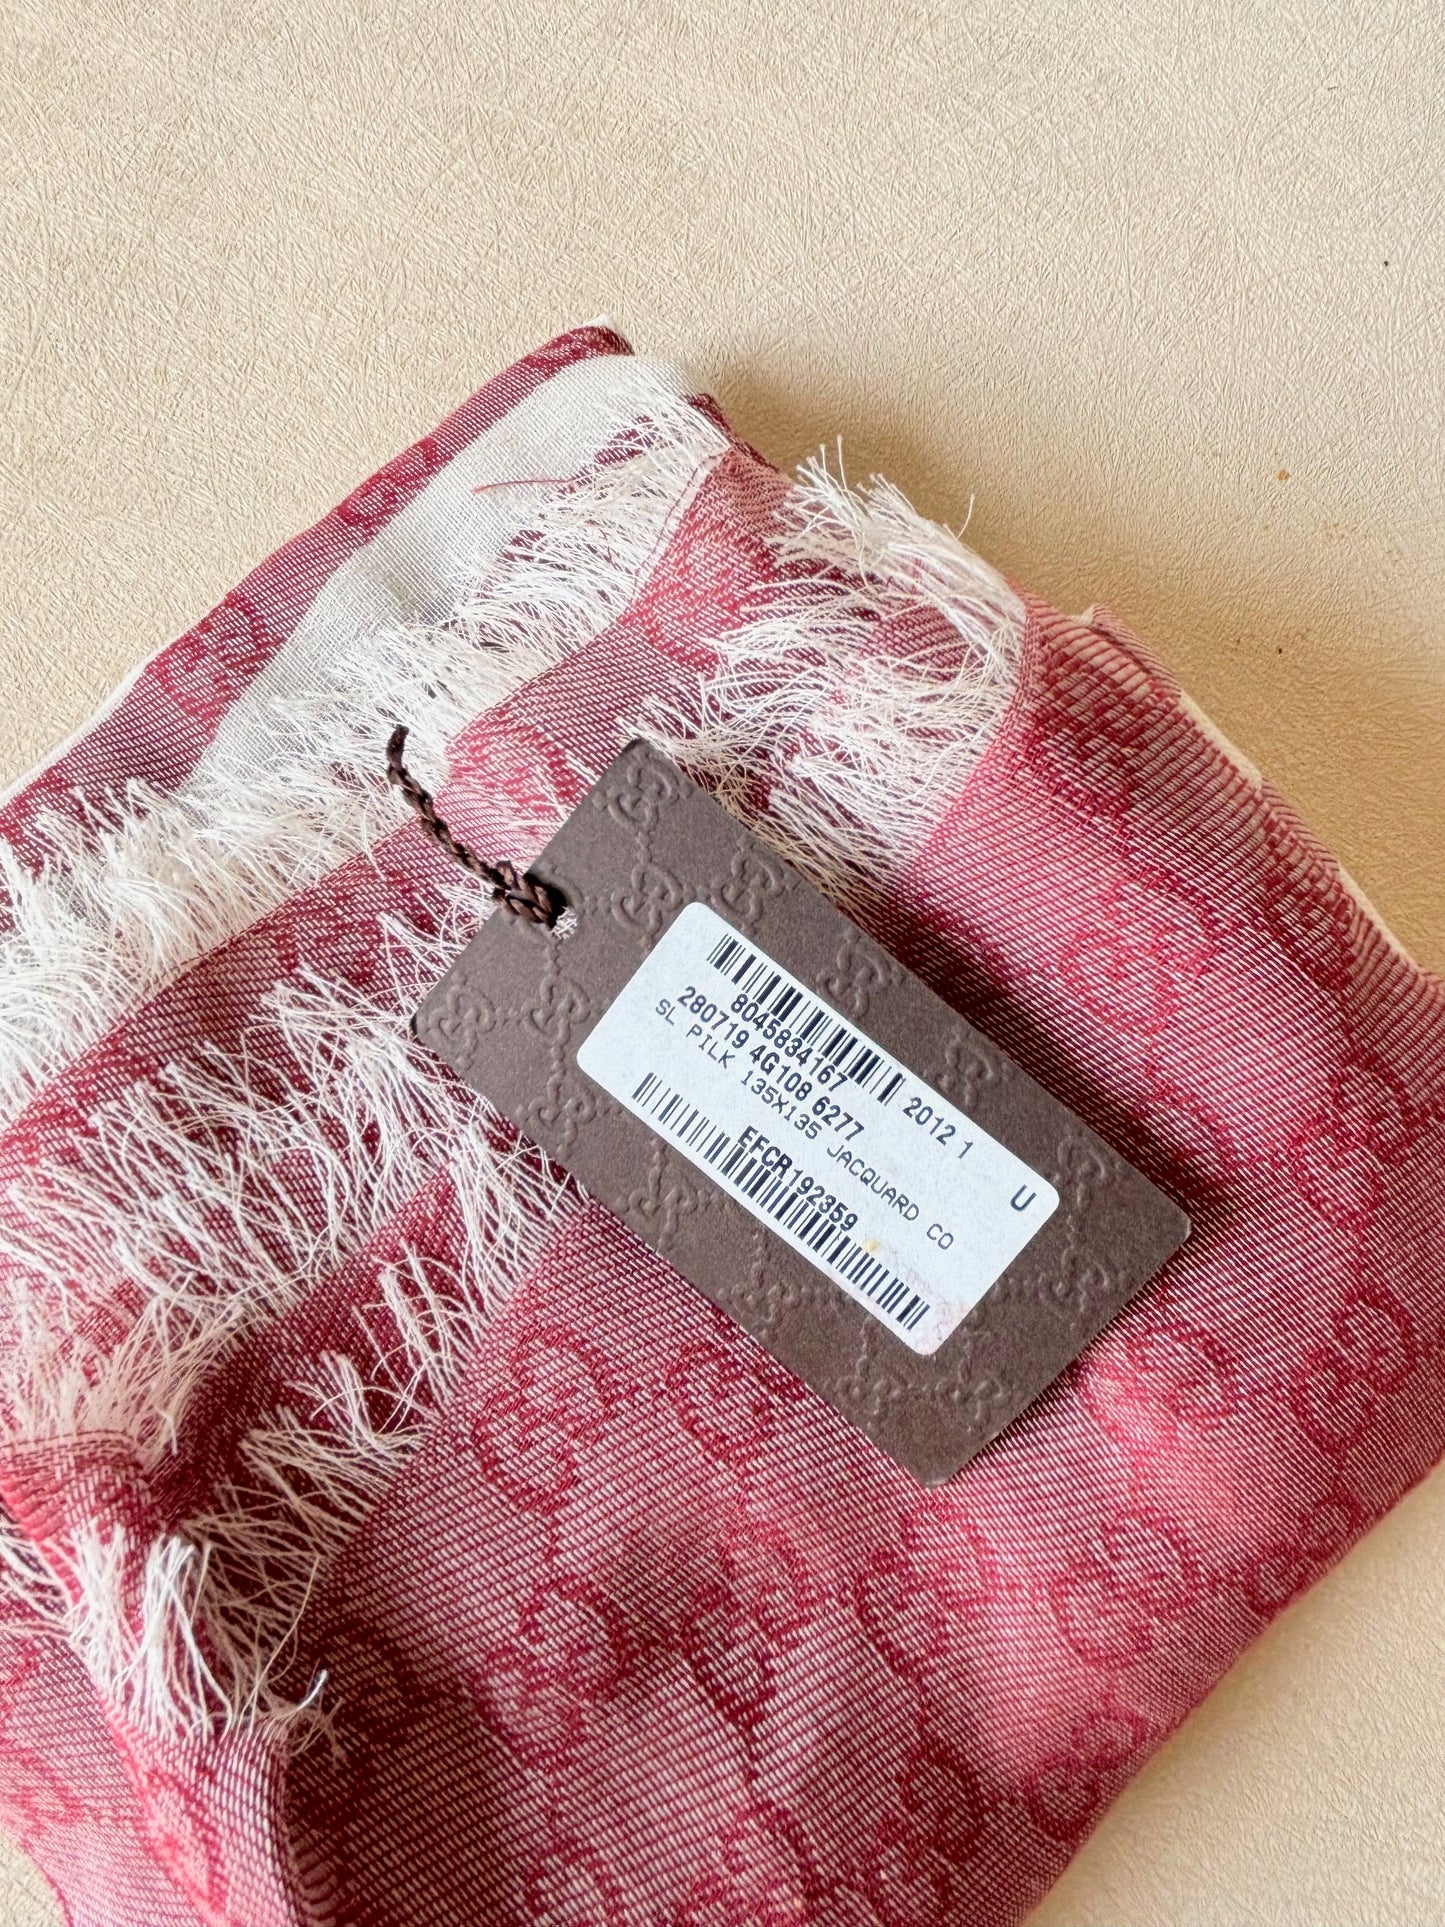 8045834167
2012 1
280719 4G108 6277
SL PILK 135X135 JACQUARD CO
U
EFCR192359